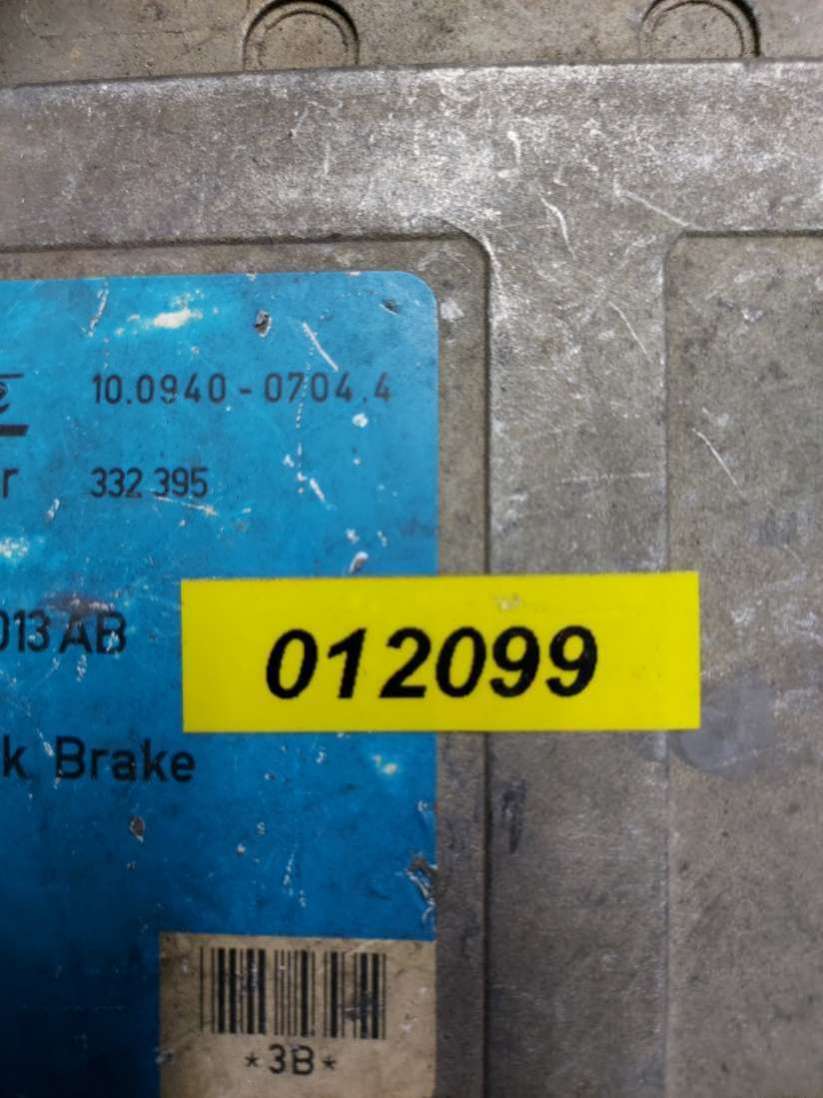 10.0940-0704.4
r 332 395
013 AB
012099
k Brake
*3B*